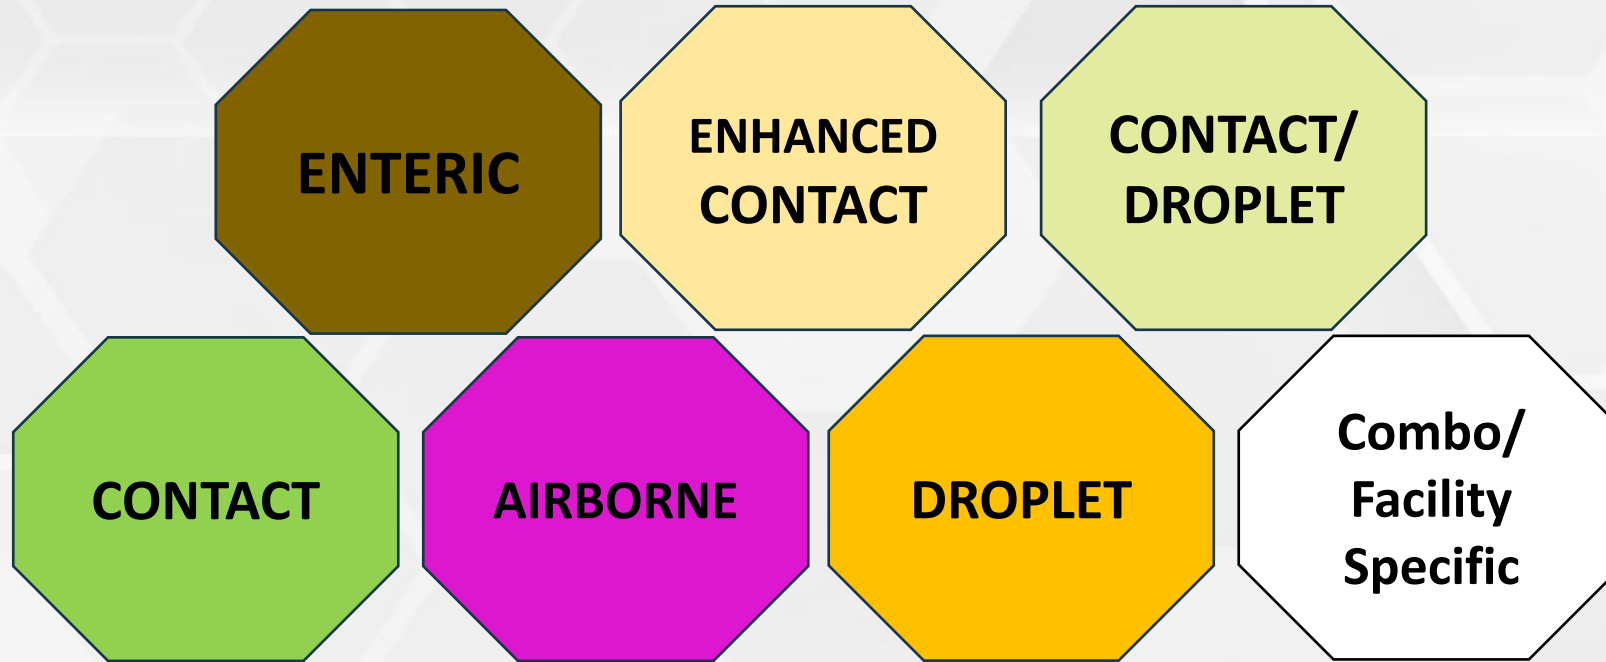 ENTERIC
ENHANCED
CONTACT
CONTACT/
DROPLET
CONTACT
AIRBORNE
DROPLET
Combo/
Facility
Specific